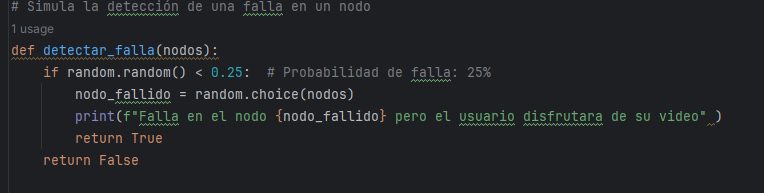 # Simula la detección de una falla en un nodo
1 usage
def detectar_falla(nodos):
    if random.random() < 0.25:  # Probabilidad de falla: 25%
        nodo_fallido = random.choice(nodos)
        print(f"Falla en el nodo {nodo_fallido} pero el usuario disfrutara de su video" )
        return True
    return False